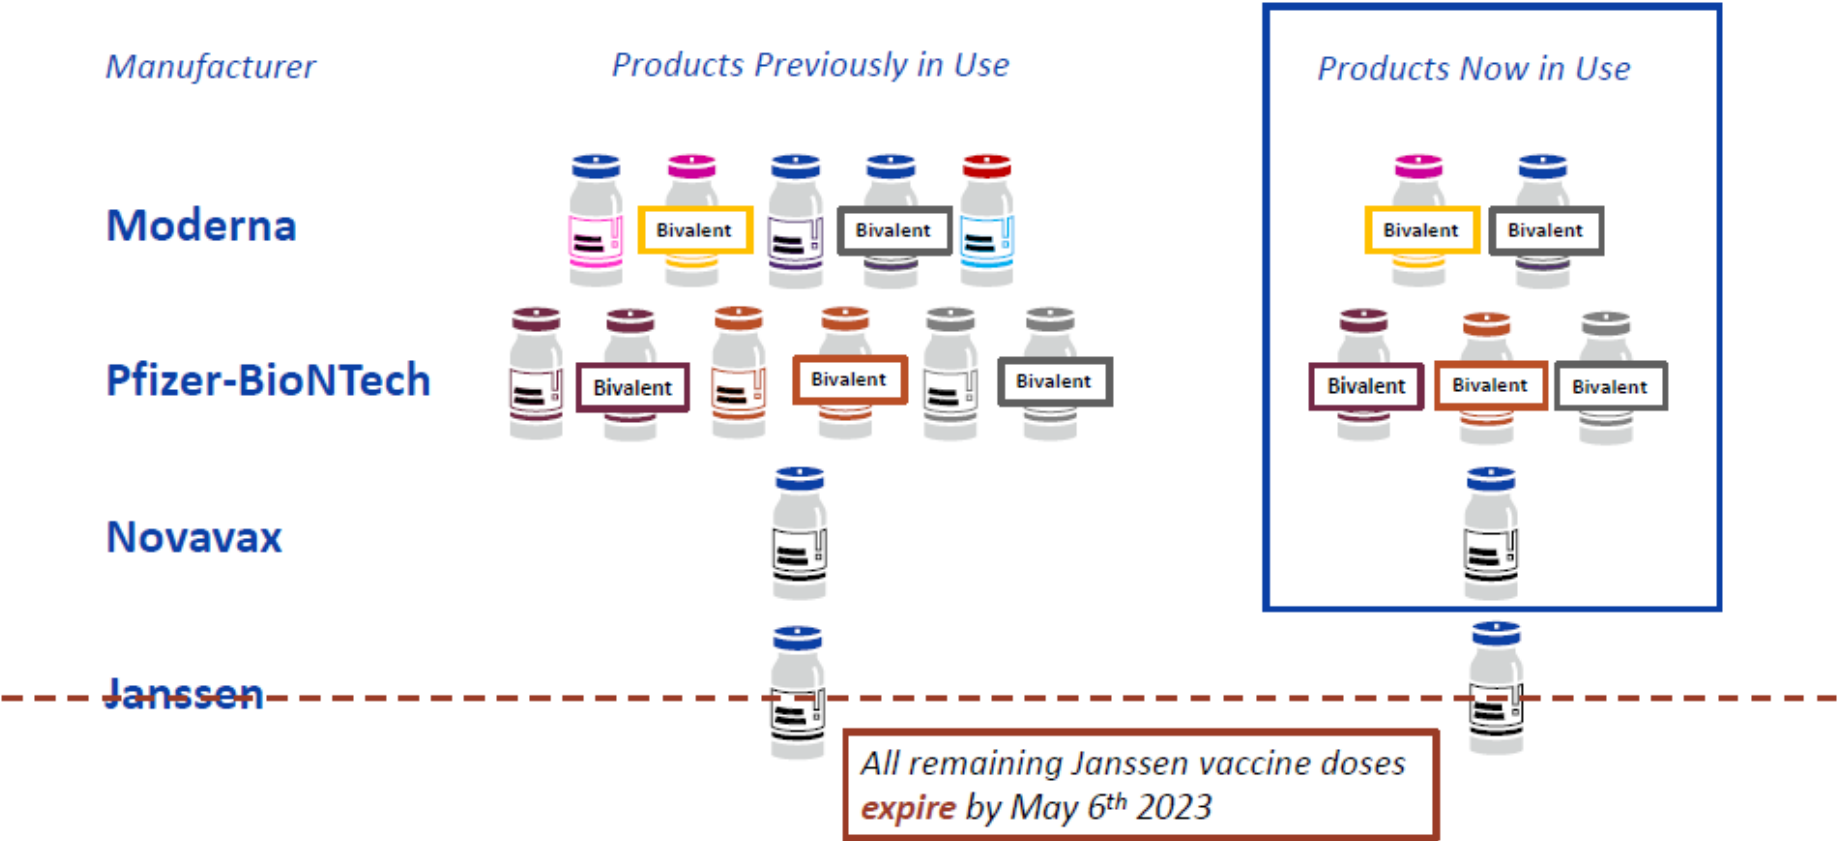 Manufacturer
Products Previously in Use
Products Now in Use
Moderna
Bivalent
Bivalent
Bivalent
Bivalent
Pfizer-BioNTech
Bivalent
Bivalent
Bivalent
Bivalent
Bivalent
Bivalent
Novavax
Janssen
All remaining Janssen vaccine doses
expire by May 6th 2023